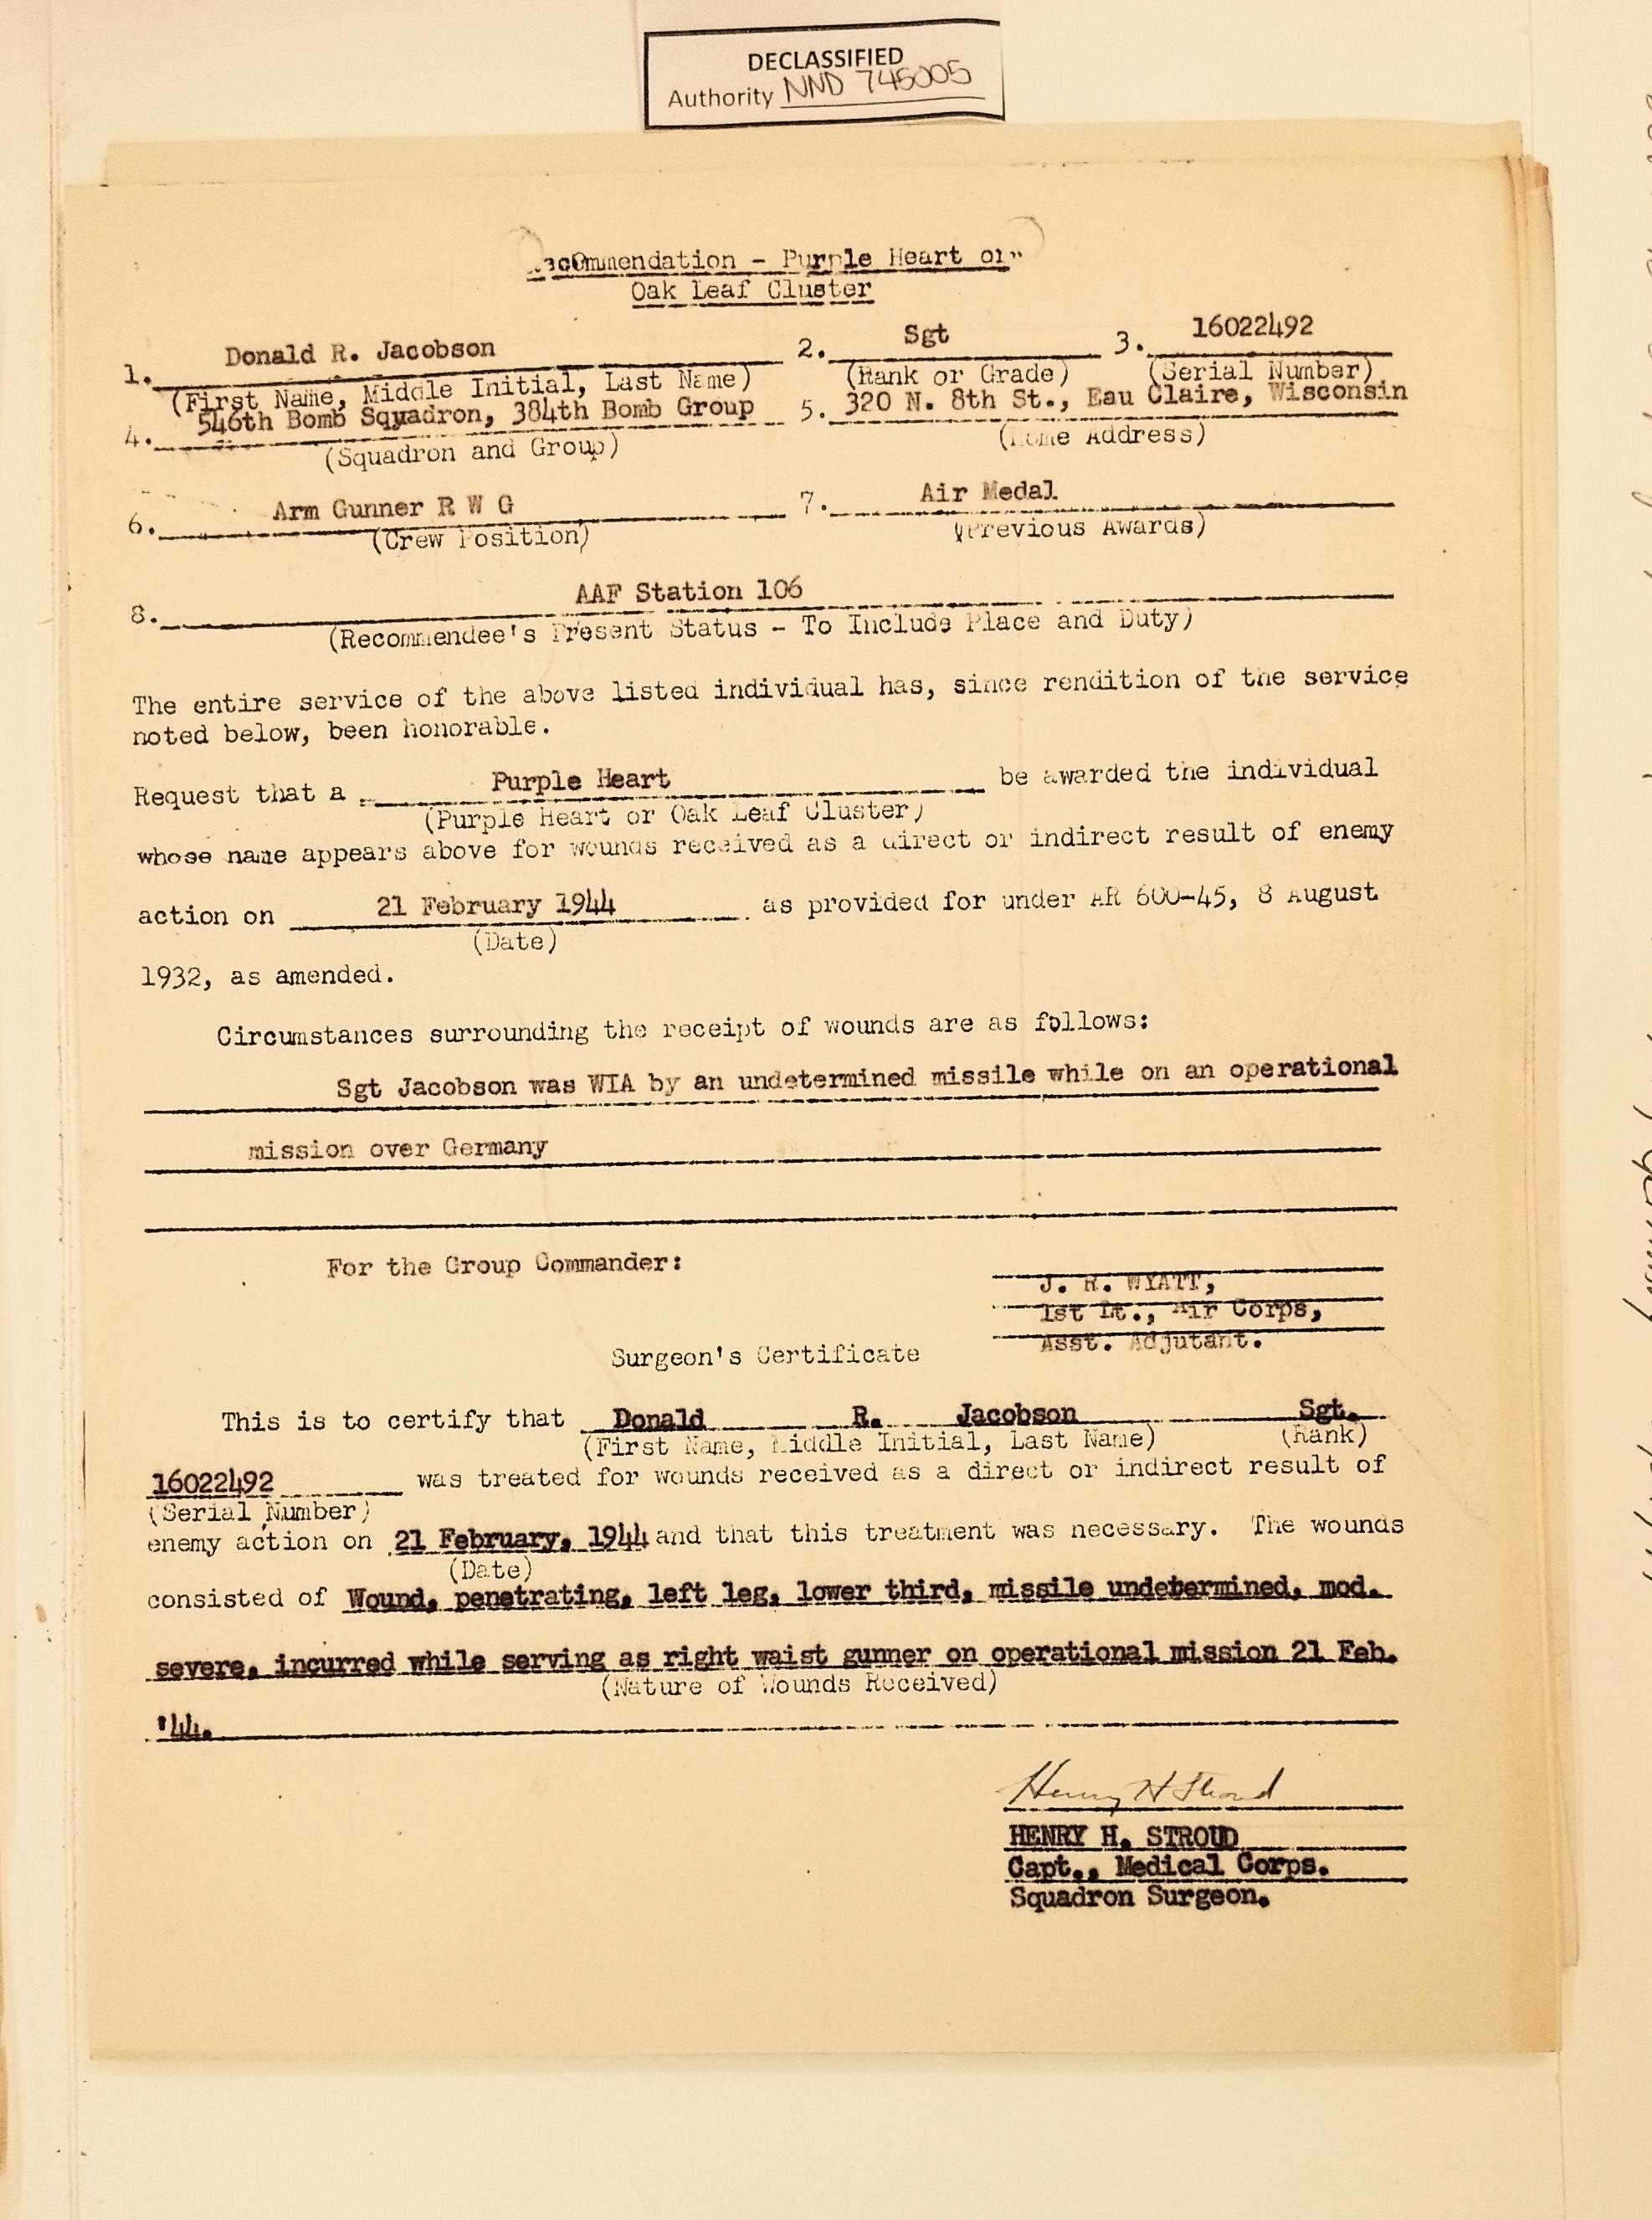 DECLASSIFIED
Authority NND 745005
Recommendation - Purple Heart or
Oak Leaf Cluster
1. Donald R. Jacobson 2. Sgt 3. 16022492
(First Name, Middle Initial, Last Name) (Rank or Grade) (Serial Number)
4. 546th Bomb Squadron, 384th Bomb Group 5. 320 N. 8th St., Eau Claire, Wisconsin
(Squadron and Group) (Home Address)
6. Arm Gunner R W G 7. Air Medal
(Crew Position) (Previous Awards)
8. AAF Station 106
(Recommendee's Present Status - To Include Place and Duty)
The entire service of the above listed individual has, since rendition of the service
noted below, been honorable.
Request that a Purple Heart be awarded the individual
(Purple Heart or Oak Leaf Cluster)
whose name appears above for wounds received as a direct or indirect result of enemy
action on 21 February 1944 as provided for under AR 600-45, 8 August
(Date)
1932, as amended.
Circumstances surrounding the receipt of wounds are as follows:
Sgt Jacobson was WIA by an undetermined missile while on an operational
mission over Germany
For the Group Commander:
J. R. WYATT,
1st Lt., Air Corps,
Asst. Adjutant.
Surgeon's Certificate
This is to certify that Donald R. Jacobson Sgt.
(First Name, Middle Initial, Last Name) (Rank)
16022492 was treated for wounds received as a direct or indirect result of
(Serial Number)
enemy action on 21 February, 1944 and that this treatment was necessary. The wounds
(Date)
consisted of Wound, penetrating, left leg, lower third, missile undetermined, mod.
severe, incurred while serving as right waist gunner on operational mission 21 Feb.
(Nature of Wounds Received)
'44.
Henry H Stroud
HENRY H. STROUD
Capt., Medical Corps.
Squadron Surgeon.